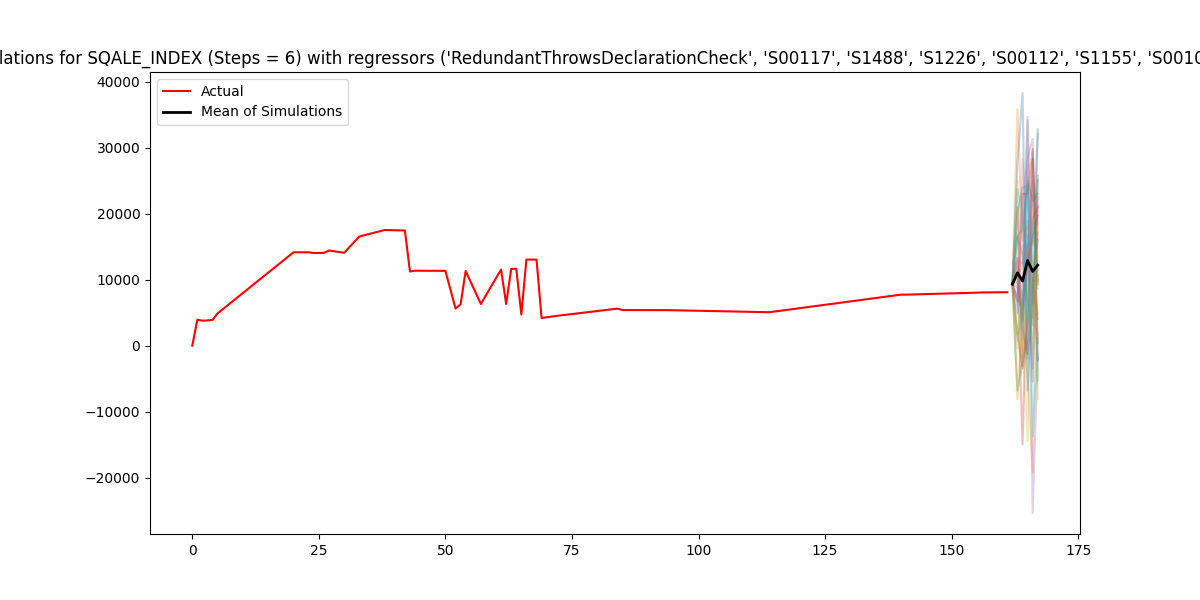 lations for SQALE_INDEX (Steps = 6) with regressors ('RedundantThrowsDeclarationCheck', 'S00117', 'S1488', 'S1226', 'S00112', 'S1155', 'S0010
Actual
Mean of Simulations
40000
30000
20000
10000
0
−10000
−20000
0 25 50 75 100 125 150 175